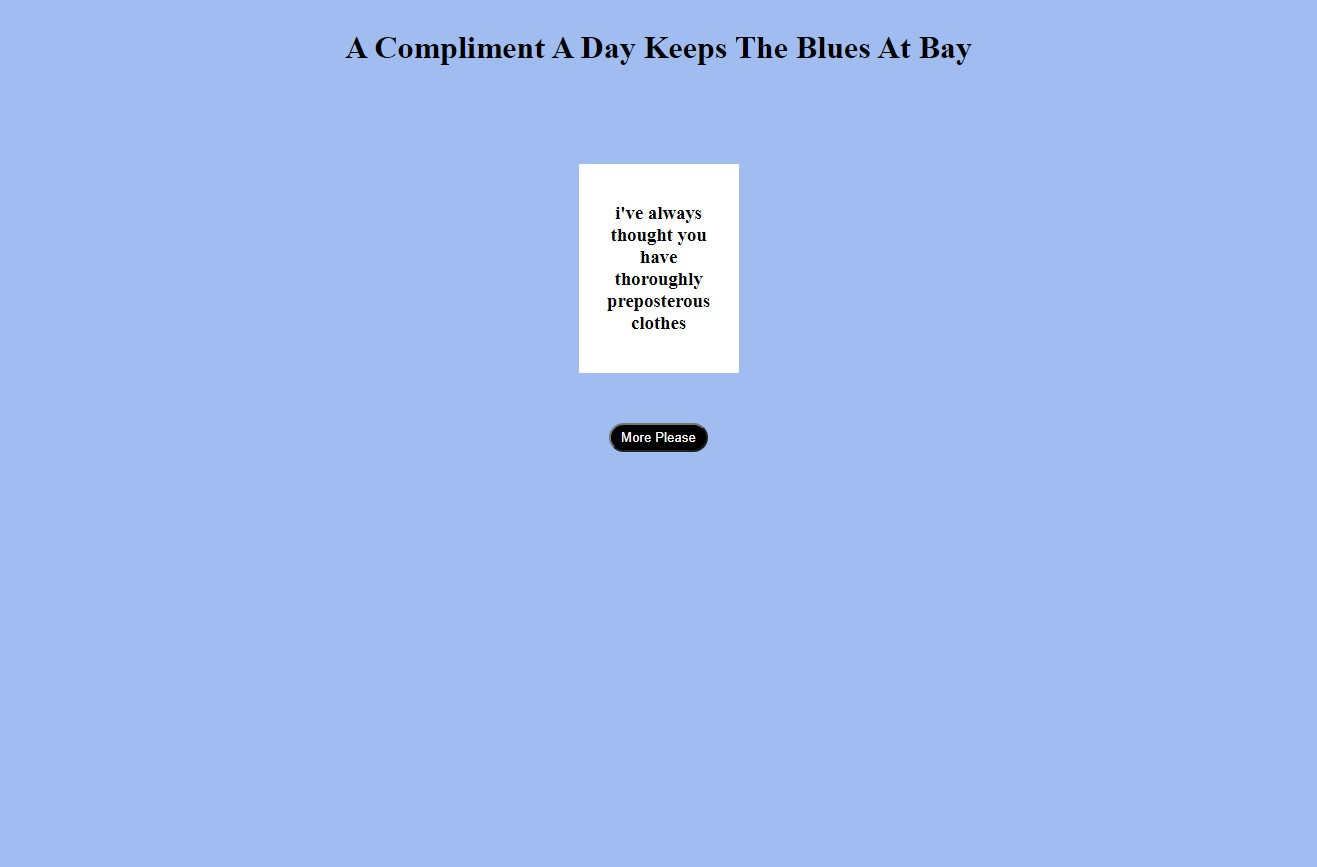 A Compliment A Day Keeps The Blues At Bay
i've always
thought you
have
thoroughly
preposterous
clothes
More Please